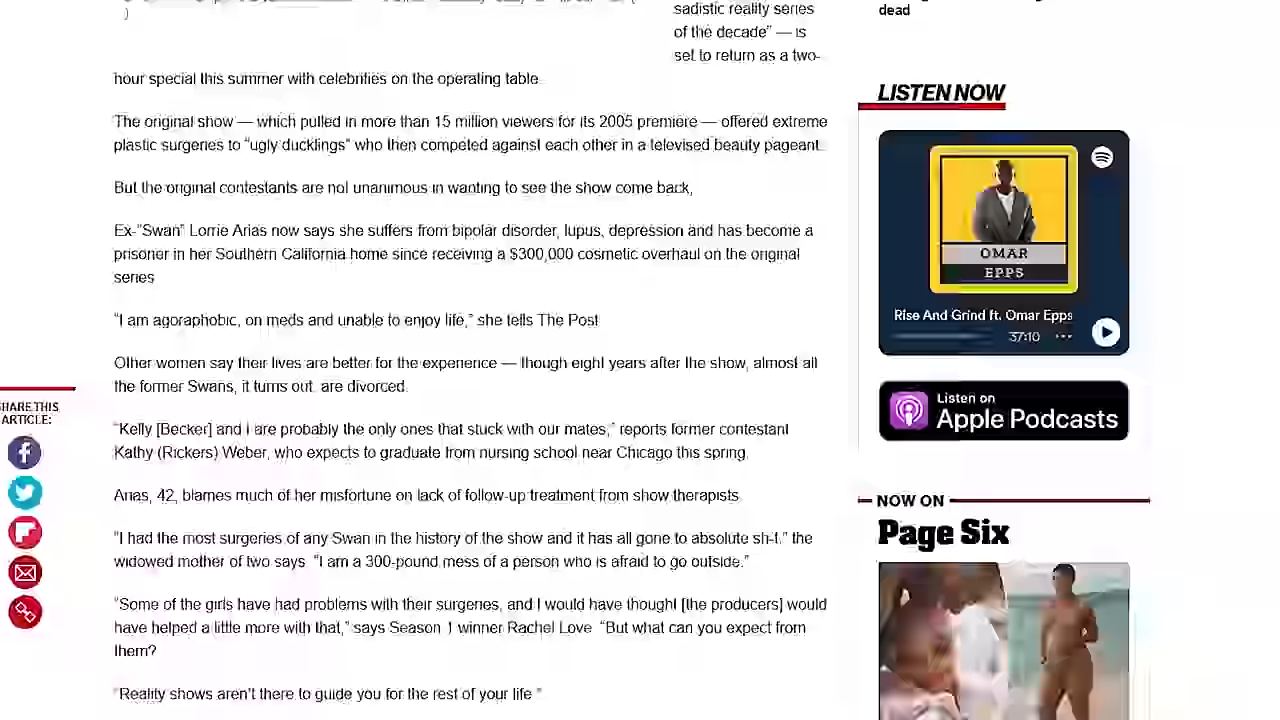 sadistic reality series
of the decade” — is
set to return as a two-
hour special this summer with celebrities on the operating table.
The original show — which pulled in more than 15 million viewers for its 2005 premiere — offered extreme
plastic surgeries to “ugly ducklings” who then competed against each other in a televised beauty pageant.
But the original contestants are not unanimous in wanting to see the show come back,
Ex-“Swan” Lorrie Arias now says she suffers from bipolar disorder, lupus, depression and has become a
prisoner in her Southern California home since receiving a $300,000 cosmetic overhaul on the original
series
“I am agoraphobic, on meds and unable to enjoy life,” she tells The Post
Other women say their lives are better for the experience — though eight years after the show, almost all
the former Swans, it turns out, are divorced.
“Kelly [Becker] and I are probably the only ones that stuck with our mates,” reports former contestant
Kathy (Rickers) Weber, who expects to graduate from nursing school near Chicago this spring.
Arias, 42, blames much of her misfortune on lack of follow-up treatment from show therapists
“I had the most surgeries of any Swan in the history of the show and it has all gone to absolute sh-t,” the
widowed mother of two says. “I am a 300-pound mess of a person who is afraid to go outside.”
“Some of the girls have had problems with their surgeries, and I would have thought [the producers] would
have helped a little more with that,” says Season 1 winner Rachel Love. “But what can you expect from
them?
“Reality shows aren’t there to guide you for the rest of your life.”
SHARE THIS
ARTICLE:
dead
LISTEN NOW
OMAR
EPPS
Rise And Grind ft. Omar Epps
37:10
Listen on
Apple Podcasts
NOW ON
Page Six